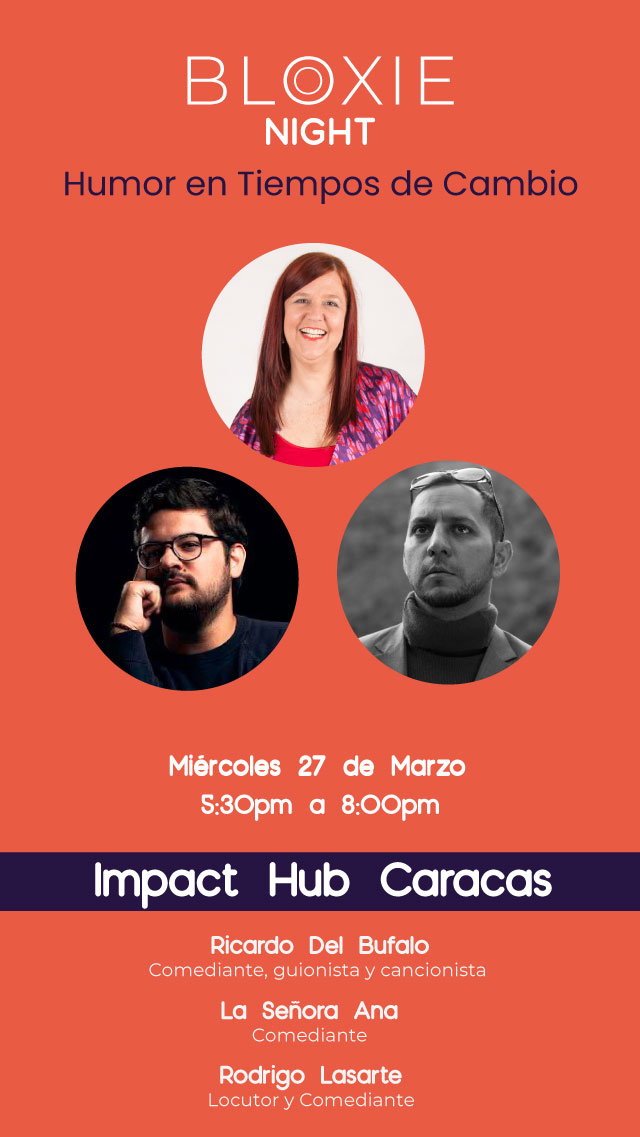 BLOXIE
NIGHT
Humor en Tiempos de Cambio
Miércoles 27 de Marzo
5:30pm a 8:00pm
Impact Hub Caracas
Ricardo Del Bufalo
Comediante, guionista y cancionista
La Señora Ana
Comediante
Rodrigo Lasarte
Locutor y Comediante